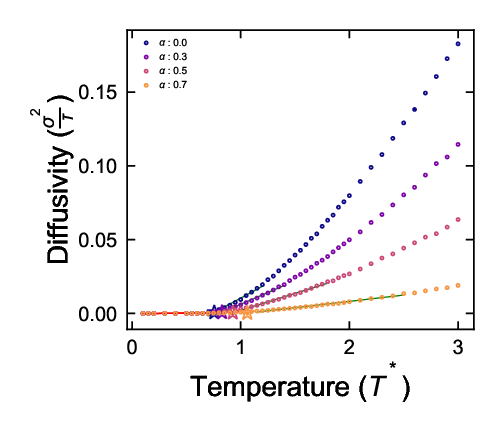 α : 0.0
α : 0.3
α : 0.5
α : 0.7
0.15
0.10
0.05
0.00
Diffusivity (σ²/T)
0 1 2 3
Temperature (T*)